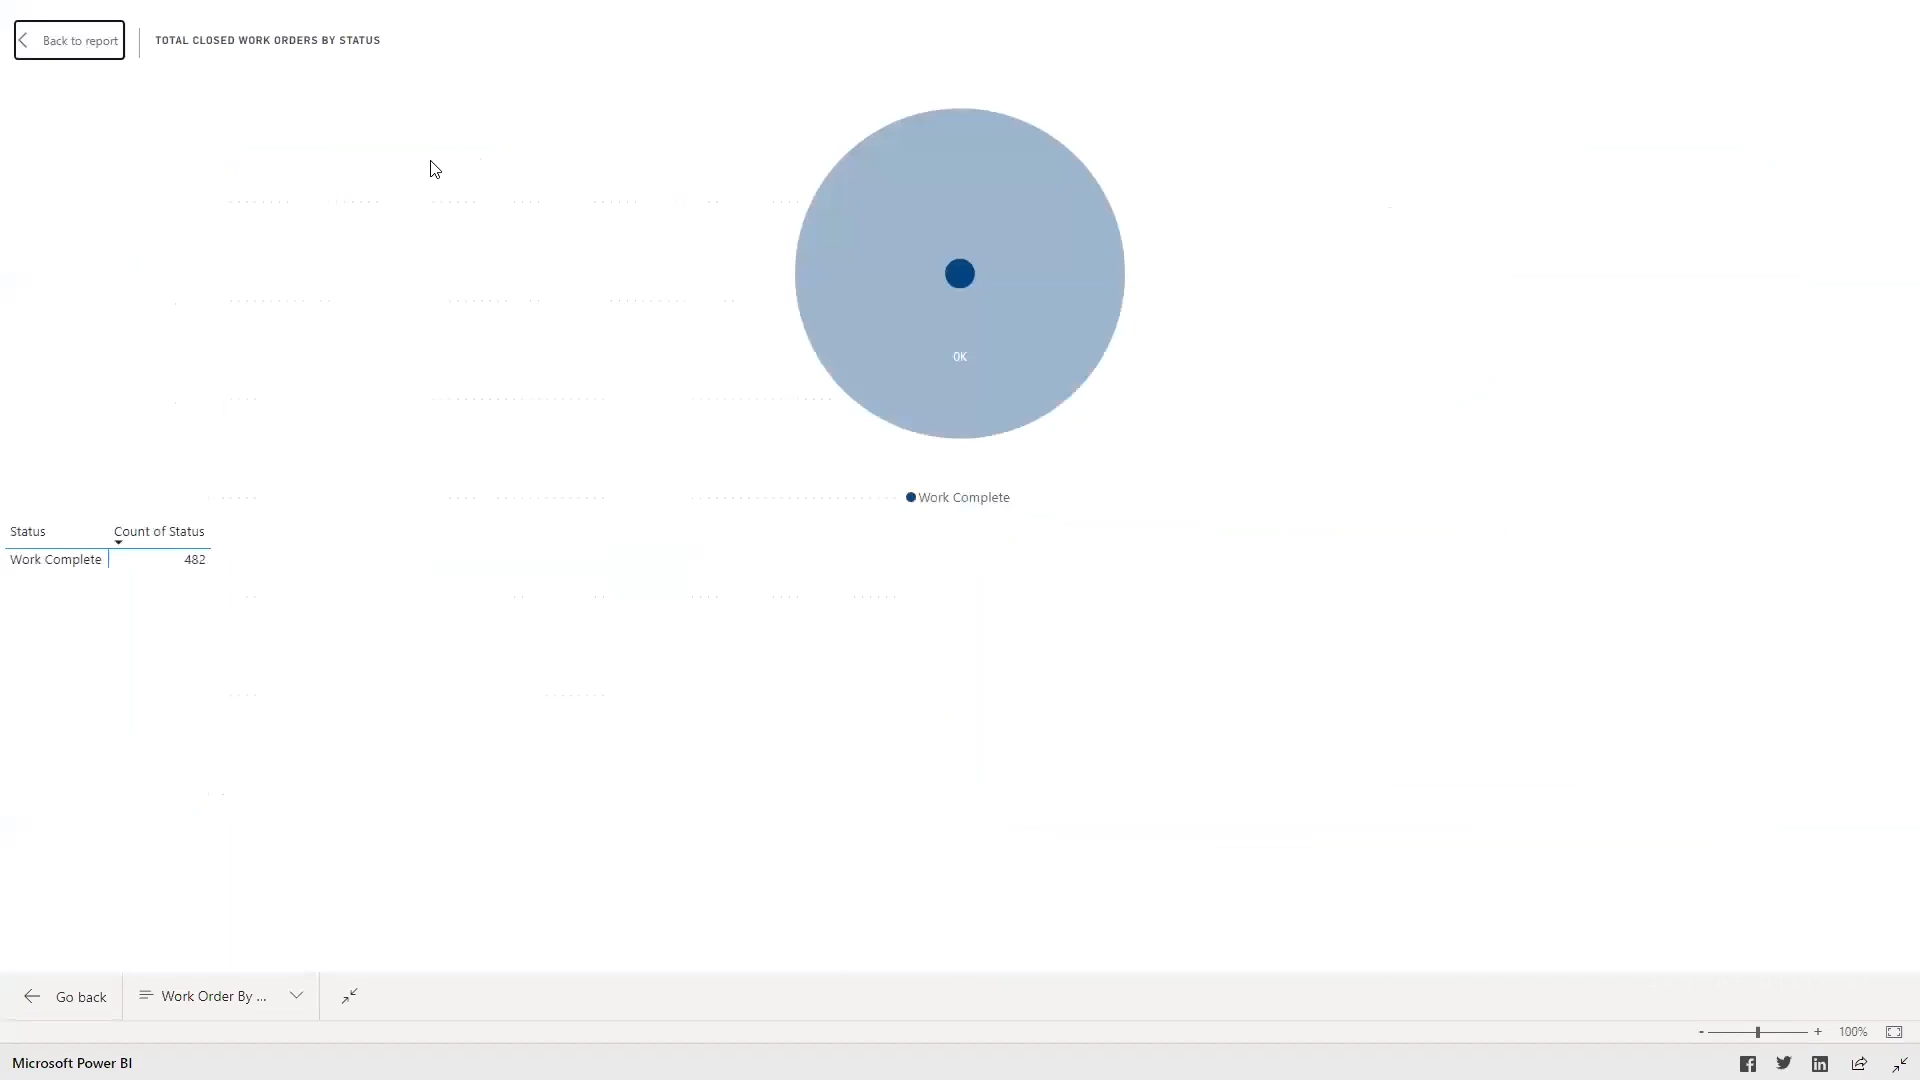 Back to report
TOTAL CLOSED WORK ORDERS BY STATUS
0K
Work Complete
Status Count of Status
Work Complete 482
Go back
Work Order By ...
- + 100%
Microsoft Power BI